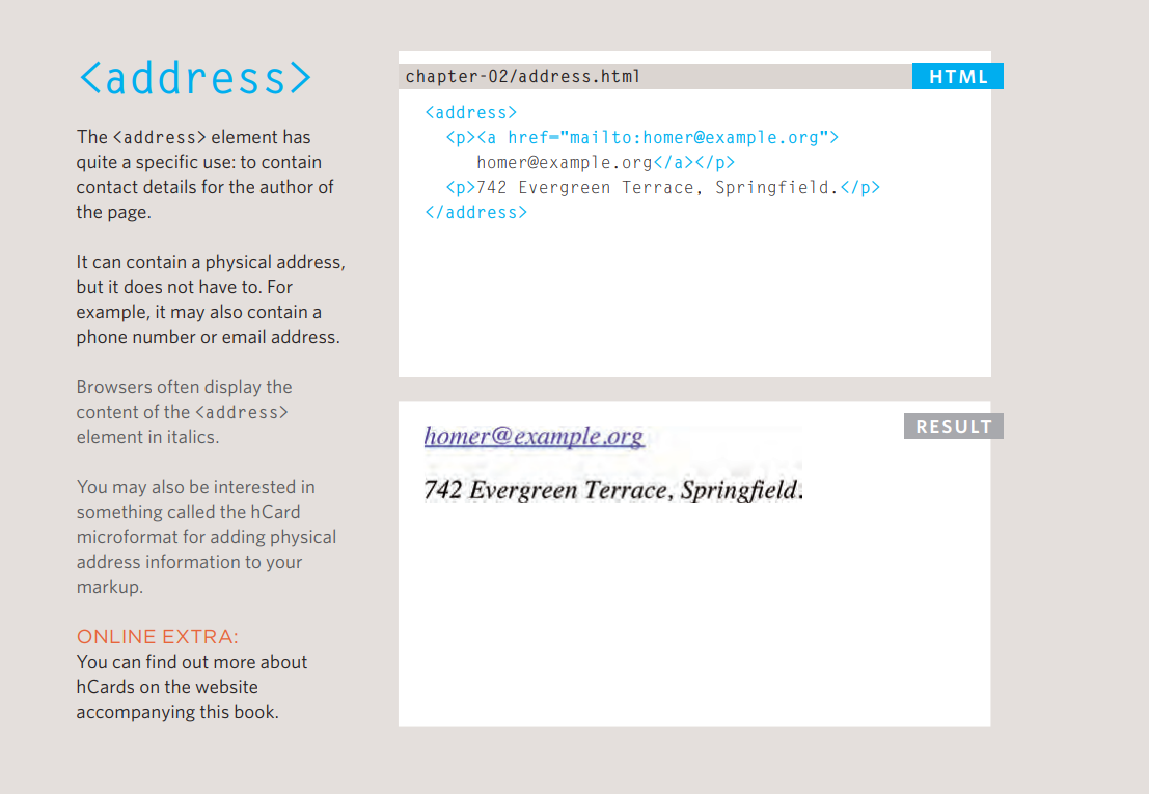 <address>
The <address> element has
quite a specific use: to contain
contact details for the author of
the page.
It can contain a physical address,
but it does not have to. For
example, it may also contain a
phone number or email address.
Browsers often display the
content of the <address>
element in italics.
You may also be interested in
something called the hCard
microformat for adding physical
address information to your
markup.
ONLINE EXTRA:
You can find out more about
hCards on the website
accompanying this book.
chapter-02/address.html
HTML
<address>
<p><a href="mailto:homer@example.org">
homer@example.org</a></p>
<p>742 Evergreen Terrace, Springfield.</p>
</address>
RESULT
homer@example.org
742 Evergreen Terrace, Springfield.